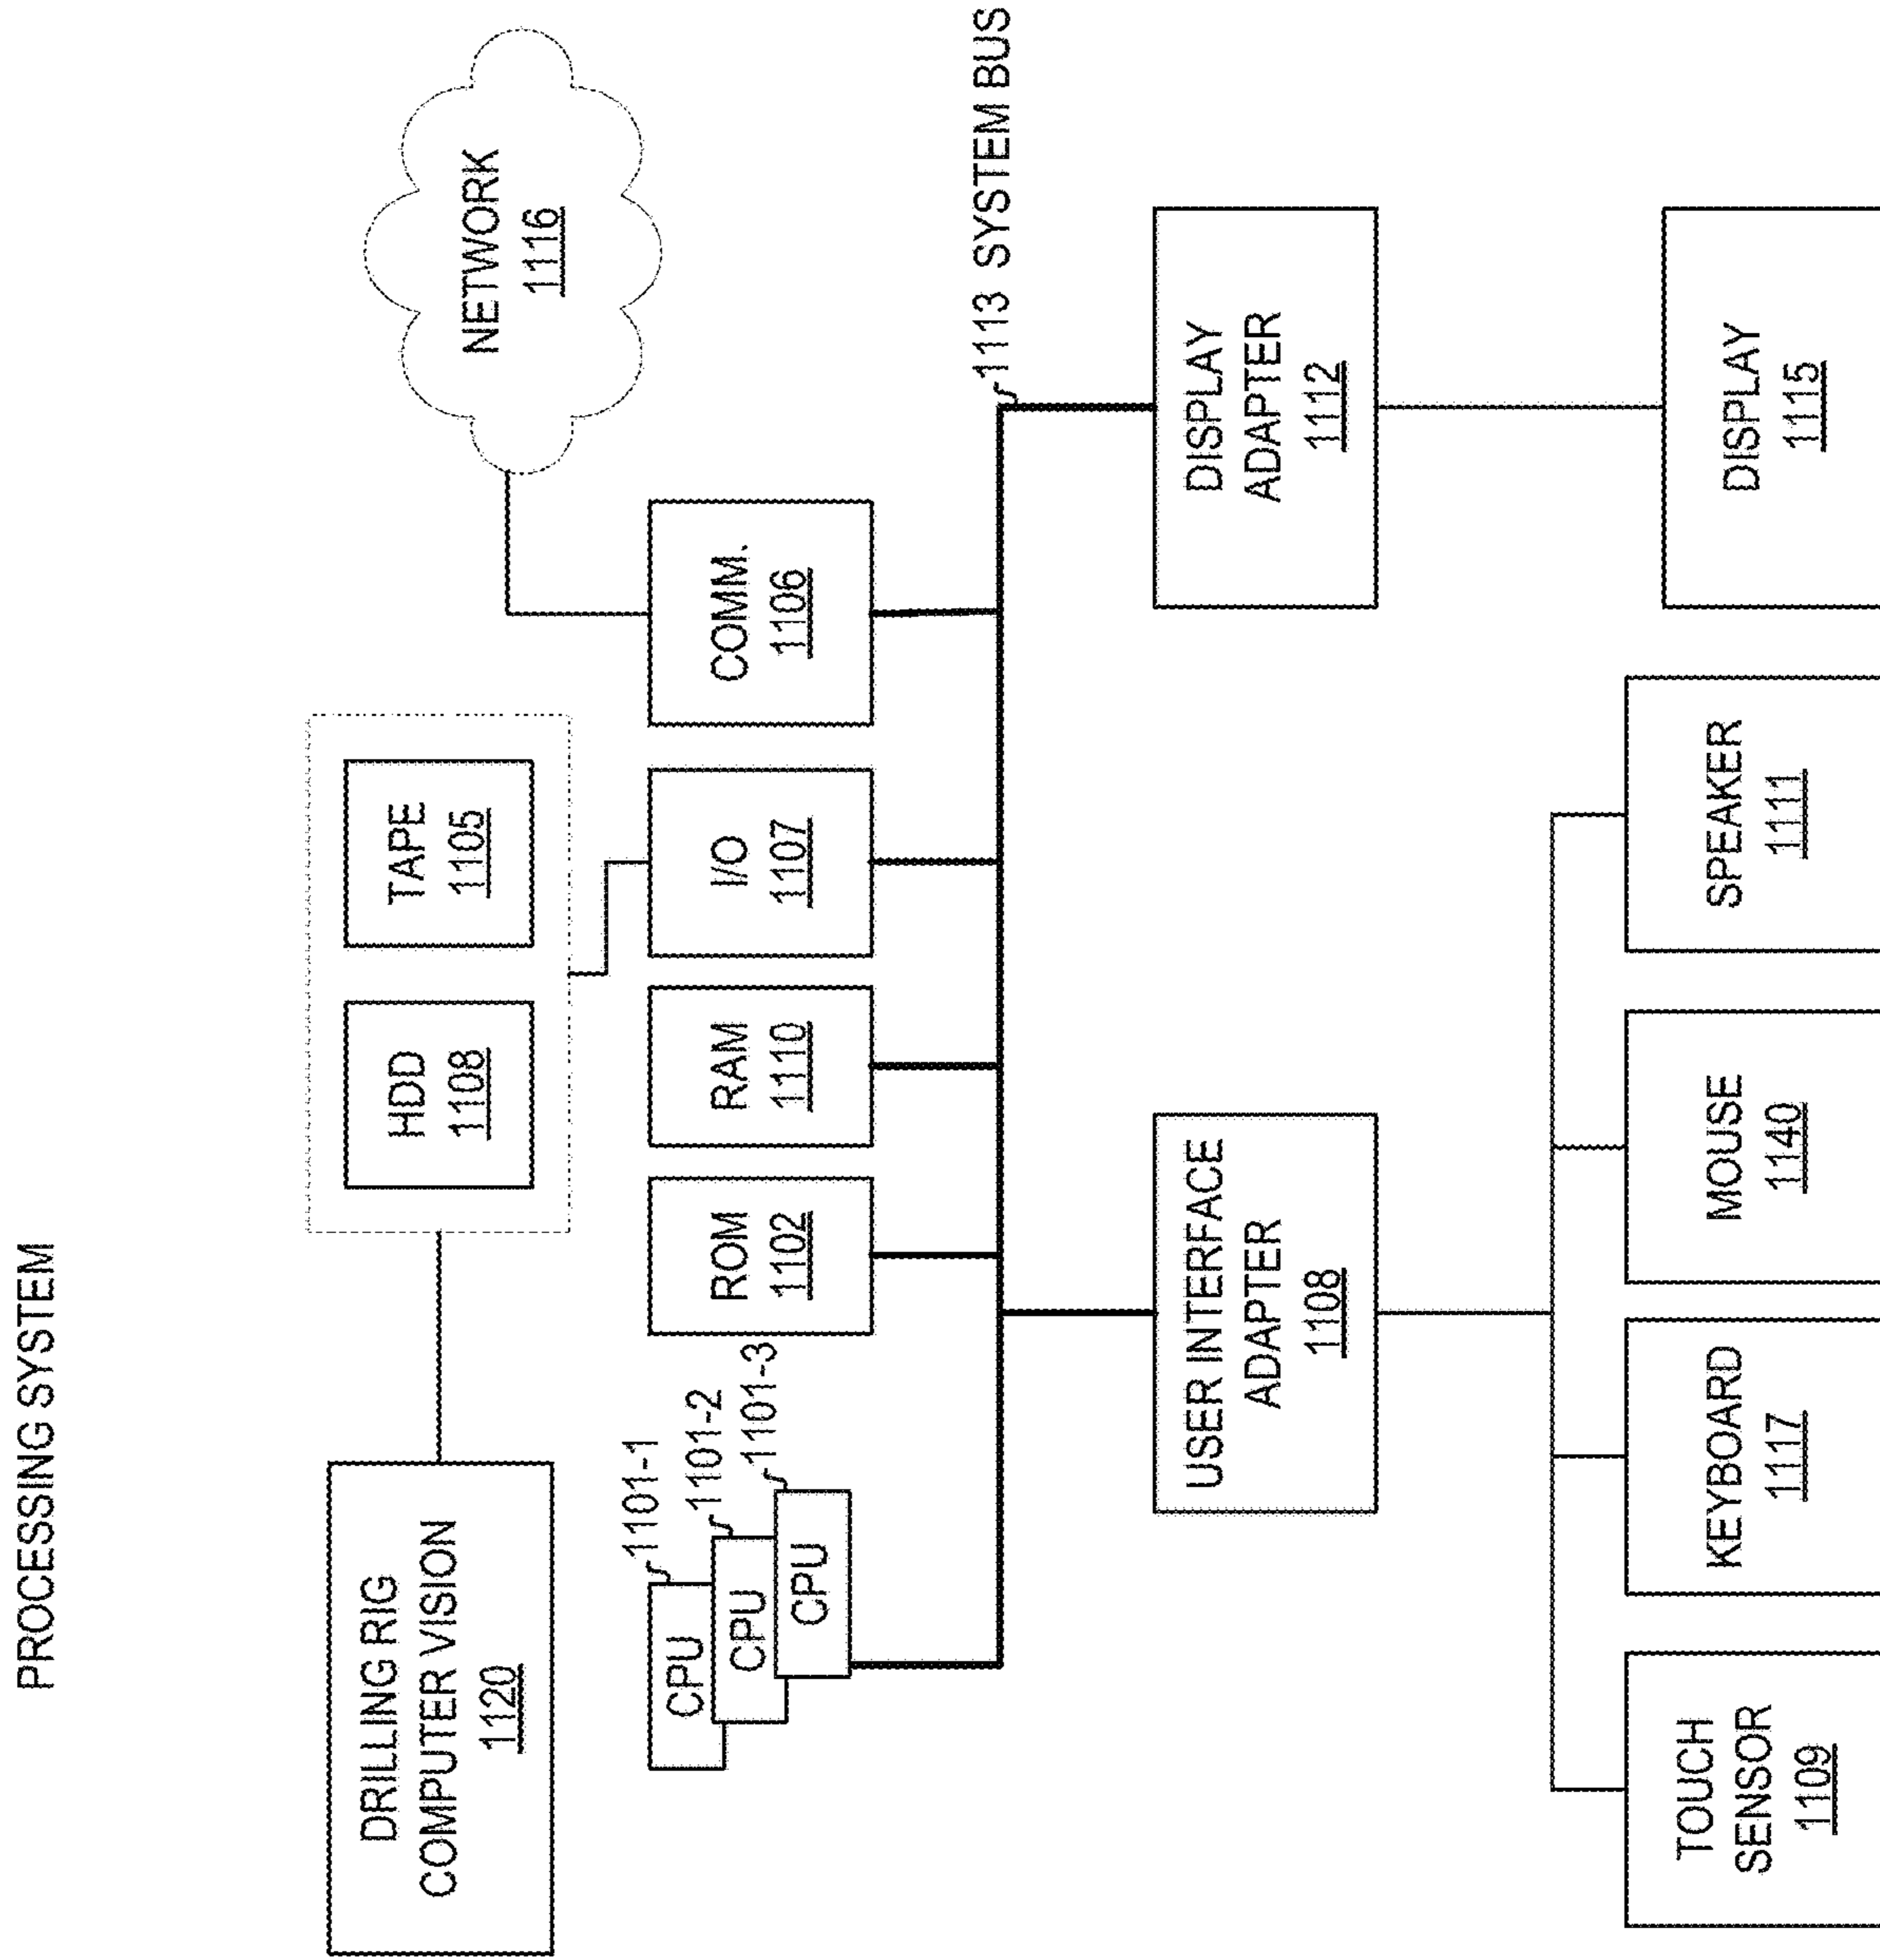 PROCESSING SYSTEM
DRILLING RIG
COMPUTER VISION
1120
HDD
1108
TAPE
1105
NETWORK
1116
CPU
1101-1
CPU
1101-2
CPU
1101-3
ROM
1102
RAM
1110
I/O
1107
COMM.
1106
1113 SYSTEM BUS
USER INTERFACE
ADAPTER
1108
DISPLAY
ADAPTER
1112
TOUCH
SENSOR
1109
KEYBOARD
1117
MOUSE
1140
SPEAKER
1111
DISPLAY
1115